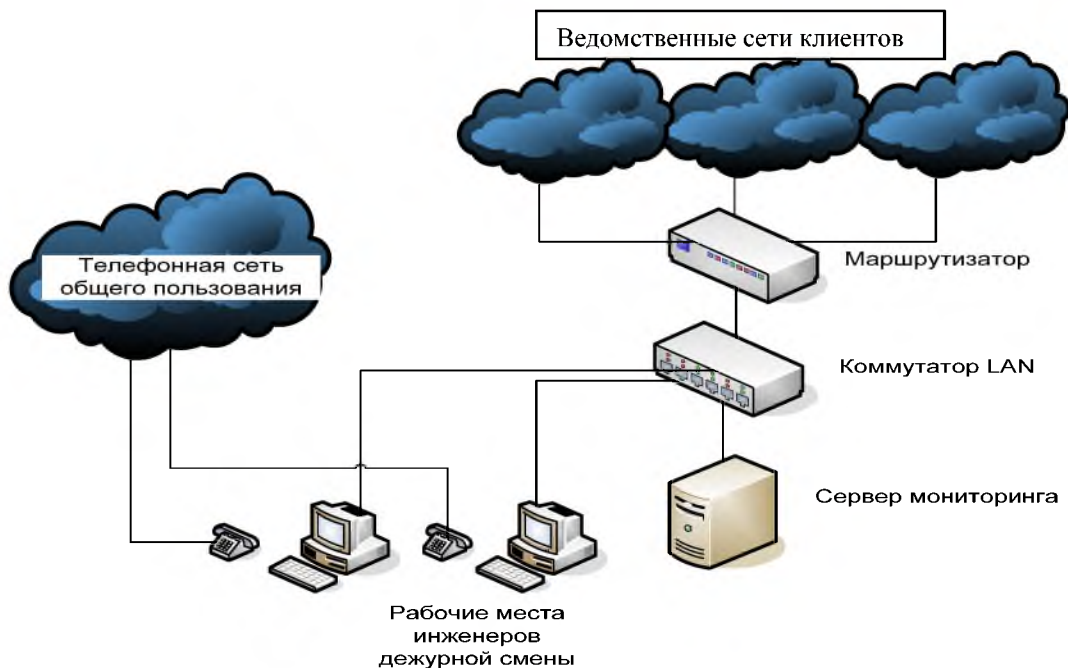 Ведомственные сети клиентов
Телефонная сеть
общего пользования
Маршрутизатор
Коммутатор LAN
Сервер мониторинга
Рабочие места
инженеров
дежурной смены